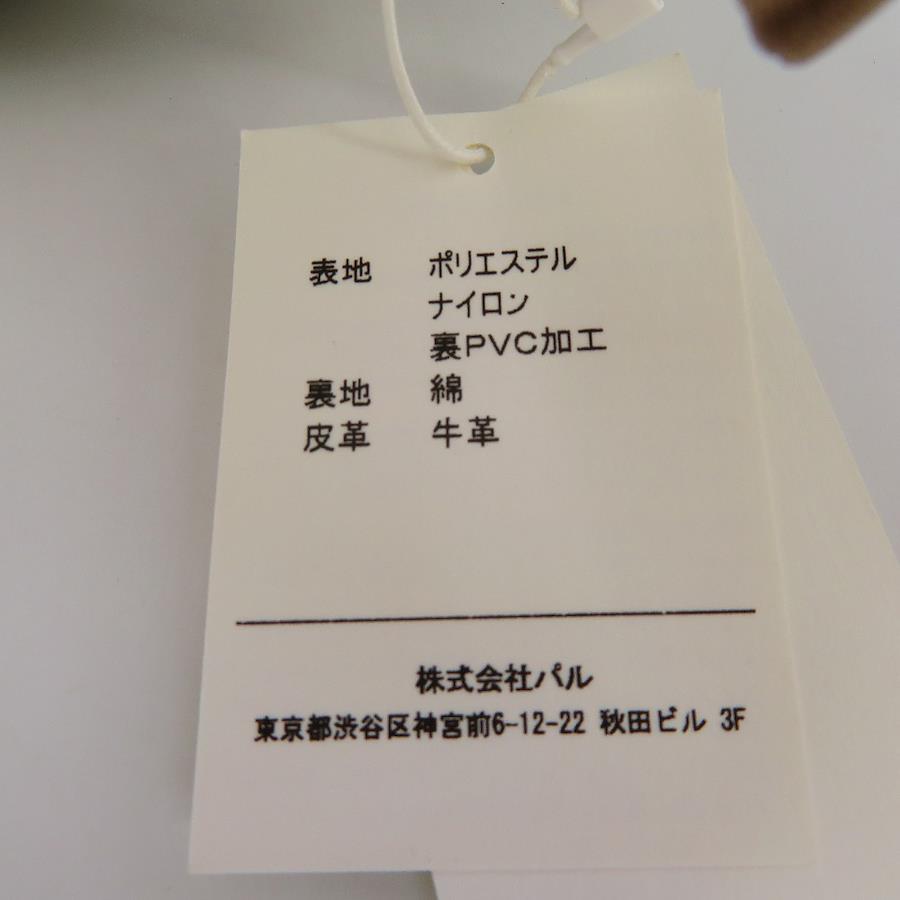 表地 ポリエステル
ナイロン
裏PVC加工
裏地 綿
皮革 牛革
株式会社パル
東京都渋谷区神宮前6-12-22 秋田ビル 3F